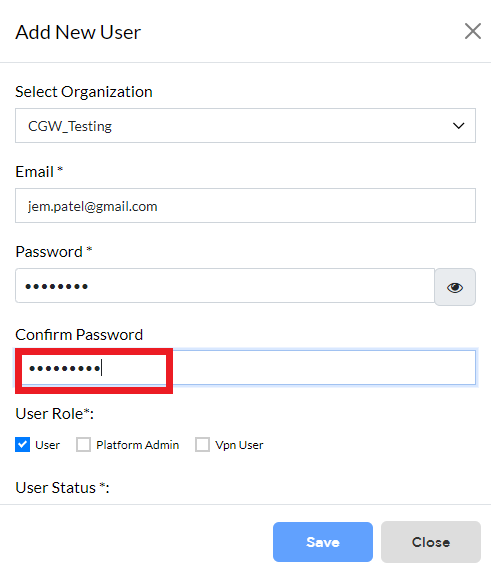 Add New User
Select Organization
CGW_Testing
Email *
jem.patel@gmail.com
Password *
••••••••
Confirm Password
•••••••••
User Role*:
User Platform Admin Vpn User
User Status *:
Save Close